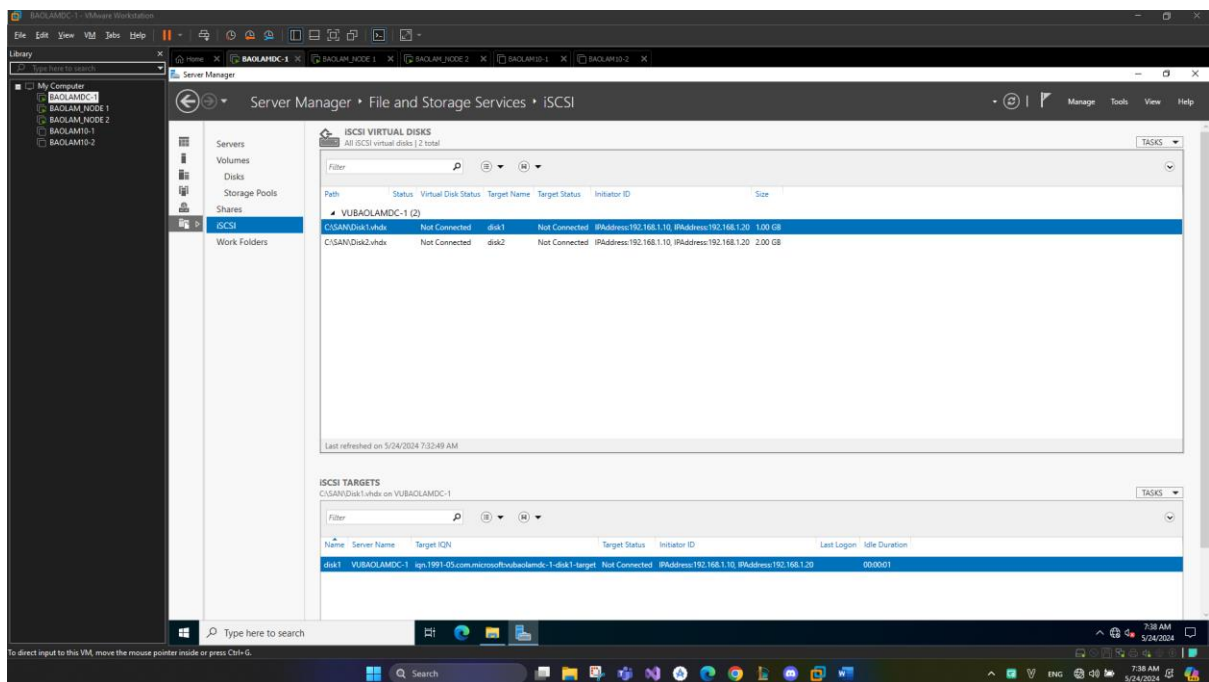 BAOLAMDC-1 - VMware Workstation
File Edit View VM Tabs Help
Library
Type here to search
My Computer
BAOLAMDC-1
BAOLAM_NODE 1
BAOLAM_NODE 2
BAOLAM10-1
BAOLAM10-2
Home BAOLAMDC-1 BAOLAM_NODE 1 BAOLAM_NODE 2 BAOLAM10-1 BAOLAM10-2
Server Manager
Server Manager File and Storage Services iSCSI
Manage Tools View Help
Servers
Volumes
Disks
Storage Pools
Shares
iSCSI
Work Folders
iSCSI VIRTUAL DISKS
All iSCSI virtual disks | 2 total
TASKS
Filter
Path Status Virtual Disk Status Target Name Target Status Initiator ID Size
VUBAOLAMDC-1 (2)
C:\SAN\Disk1.vhdx Not Connected disk1 Not Connected IPAddress:192.168.1.10, IPAddress:192.168.1.20 1.00 GB
C:\SAN\Disk2.vhdx Not Connected disk2 Not Connected IPAddress:192.168.1.10, IPAddress:192.168.1.20 2.00 GB
Last refreshed on 5/24/2024 7:32:49 AM
iSCSI TARGETS
C:\SAN\Disk1.vhdx on VUBAOLAMDC-1
TASKS
Filter
Name Server Name Target IQN Target Status Initiator ID Last Logon Idle Duration
disk1 VUBAOLAMDC-1 iqn.1991-05.com.microsoft:vubaolamdc-1-disk1-target Not Connected IPAddress:192.168.1.10, IPAddress:192.168.1.20 00:00:01
Type here to search
7:38 AM
5/24/2024
To direct input to this VM, move the mouse pointer inside or press Ctrl+G.
Search
ENG
7:38 AM
5/24/2024